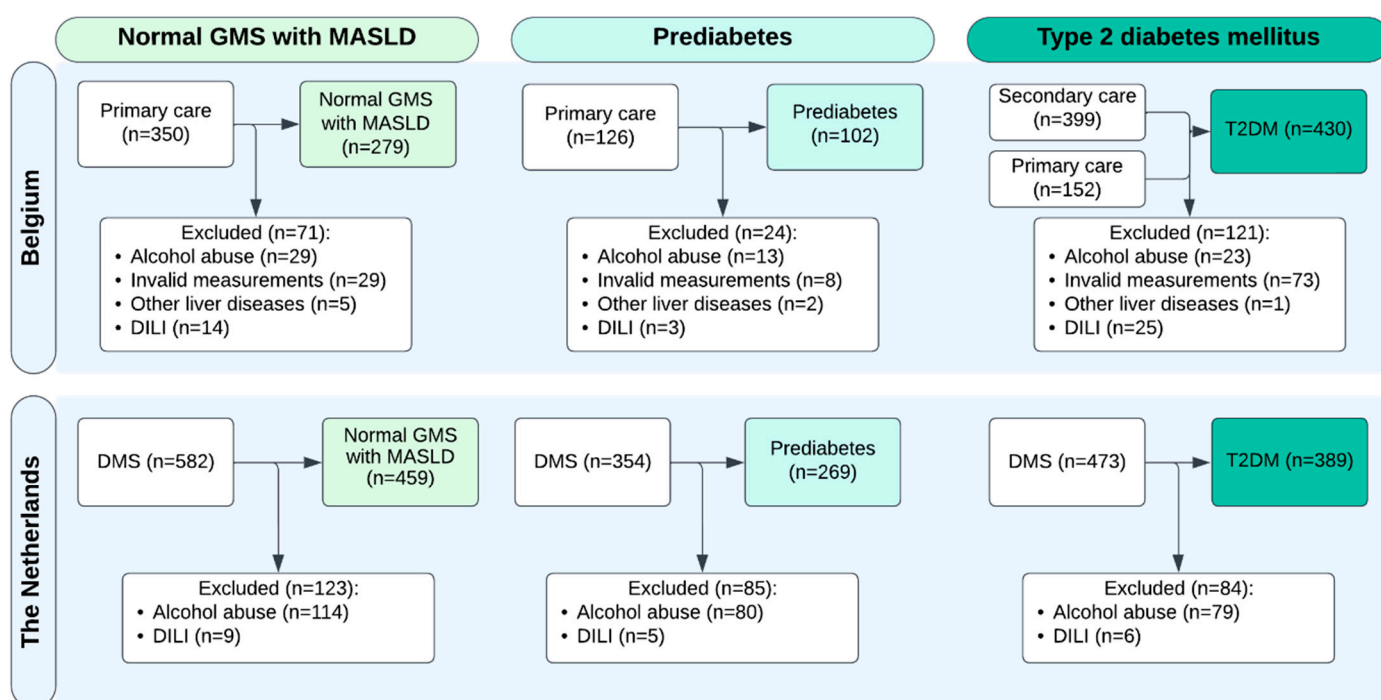 Normal GMS with MASLD
Prediabetes
Type 2 diabetes mellitus
Belgium
Primary care
(n=350)
Normal GMS
with MASLD
(n=279)
Excluded (n=71):
• Alcohol abuse (n=29)
• Invalid measurements (n=29)
• Other liver diseases (n=5)
• DILI (n=14)
Primary care
(n=126)
Prediabetes
(n=102)
Excluded (n=24):
• Alcohol abuse (n=13)
• Invalid measurements (n=8)
• Other liver diseases (n=2)
• DILI (n=3)
Secondary care
(n=399)
Primary care
(n=152)
T2DM (n=430)
Excluded (n=121):
• Alcohol abuse (n=23)
• Invalid measurements (n=73)
• Other liver diseases (n=1)
• DILI (n=25)
The Netherlands
DMS (n=582)
Normal GMS
with MASLD
(n=459)
Excluded (n=123):
• Alcohol abuse (n=114)
• DILI (n=9)
DMS (n=354)
Prediabetes
(n=269)
Excluded (n=85):
• Alcohol abuse (n=80)
• DILI (n=5)
DMS (n=473)
T2DM (n=389)
Excluded (n=84):
• Alcohol abuse (n=79)
• DILI (n=6)